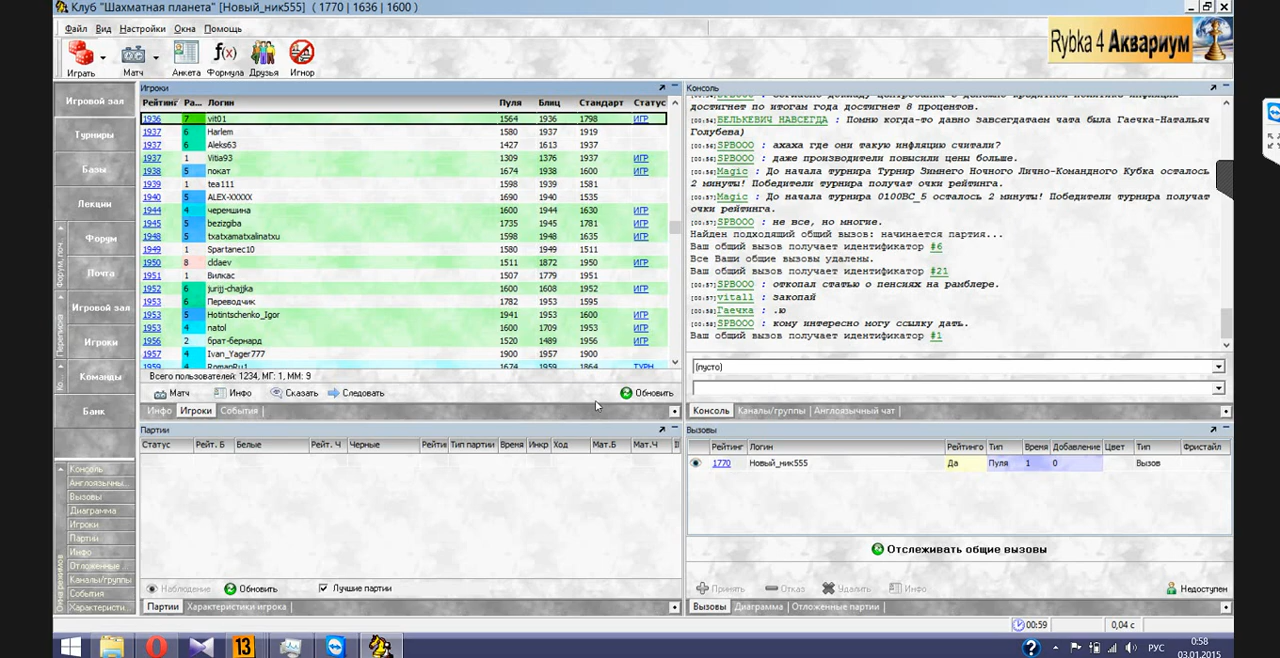 Клуб "Шахматная планета" [Новый_ник555] ( 1770 | 1636 | 1600 )
Файл Вид Настройки Окна Помощь
Rybka 4 Аквариум
Играть Матч Анкета f(x) Формула Друзья Игнор
Игровой зал
Турниры
Базы
Лекции
Форум
Почта
Игровой зал
Игроки
Команды
Банк
Консоль
Англоязычны...
Вызовы
Диаграмма
Игроки
Партии
Инфо
Отложенные...
Каналы/группы
События
Характеристи...
Игроки
Рейтинг Ра... Логин Пуля Блиц Стандарт Статус
1936 7 vit01 1564 1936 1798 ИГР
1937 6 Harlem 1580 1937 1919
1937 6 Aleks63 1427 1613 1937
1937 1 Vitia93 1309 1376 1937 ИГР
1938 5 покат 1674 1938 1600 ИГР
1939 1 tea111 1598 1939 1581
1940 5 ALEX-XXXXX 1690 1940 1535
1944 4 черемшина 1600 1944 1630 ИГР
1945 5 bezizgiba 1735 1945 1781 ИГР
1948 5 txatxamatxalinatxu 1598 1948 1635 ИГР
1949 1 Spartanec10 1580 1949 1511
1950 8 ddaev 1511 1872 1950 ИГР
1951 1 Вилкас 1507 1779 1951
1952 6 jurijj-chajjka 1600 1608 1952 ИГР
1953 6 Переводчик 1782 1953 1595
1953 5 Hotintschenko_Igor 1941 1953 1600 ИГР
1953 4 natol 1600 1709 1953 ИГР
1956 2 брат-бернард 1520 1489 1956 ИГР
1957 4 Ivan_Yager777 1900 1957 1900
1959 4 RomanRu1 1674 1959 1864 ТУРН
Всего пользователей: 1234, МГ: 1, ММ: 9
Матч Инфо Сказать Следовать Обновить
Инфо Игроки События
Партии
Статус Рейт. Б Белые Рейт. Ч Черные Рейти Тип партии Время Инкр Ход Мат.Б Мат.Ч
Наблюдение Обновить Лучшие партии
Партии Характеристики игрока
Консоль
достигнет по итогам года достигнет 8 процентов.
[00:56]БЕЛЬКЕВИЧ НАВСЕГДА : Помню когда-то давно завсегдатаем чата была Гаечка-Натальяч
Голубева)
[00:56]SPBOOO : ахаха где они такую инфляцию считали?
[00:56]SPBOOO : даже производители повысили цены больше.
[00:56]Magic : До начала турнира Турнир Зимнего Ночного Лично-Командного Кубка осталось
2 минуты! Победители турнира получат очки рейтинга.
[00:57]Magic : До начала турнира 0100BC_5 осталось 2 минуты! Победители турнира получат
очки рейтинга.
[00:57]SPBOOO : не все, но многие.
Найден подходящий общий вызов: начинается партия...
Ваш общий вызов получает идентификатор #6
Все Ваши общие вызовы удалены.
Ваш общий вызов получает идентификатор #21
[00:57]SPBOOO : откопал статью о пенсиях на рамблере.
[00:57]vitall : закопай
[00:58]Гаечка : .ю
[00:58]SPBOOO : кому интересно могу ссылку дать.
Ваш общий вызов получает идентификатор #1
(пусто)
Консоль Каналы/группы Англоязычный чат
Вызовы
Рейтинг Логин Рейтинго Тип Время Добавление Цвет Тип Фристайл
1770 Новый_ник555 Да Пуля 1 0 Вызов
Отслеживать общие вызовы
Принять Отказ Удалить Инфо Недоступен
Вызовы Диаграмма Отложенные партии
00:59 0,04 с
13 РУС 0:58
03.01.2015